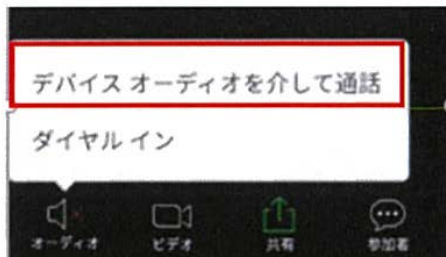 デバイス オーディオを介して通話
ダイヤル イン
オーディオ
ビデオ
共有
参加者